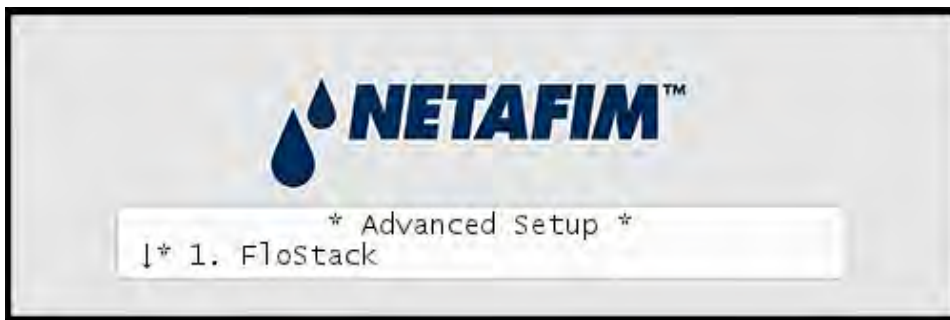 NETAFIM™
* Advanced Setup *
↓* 1. FloStack